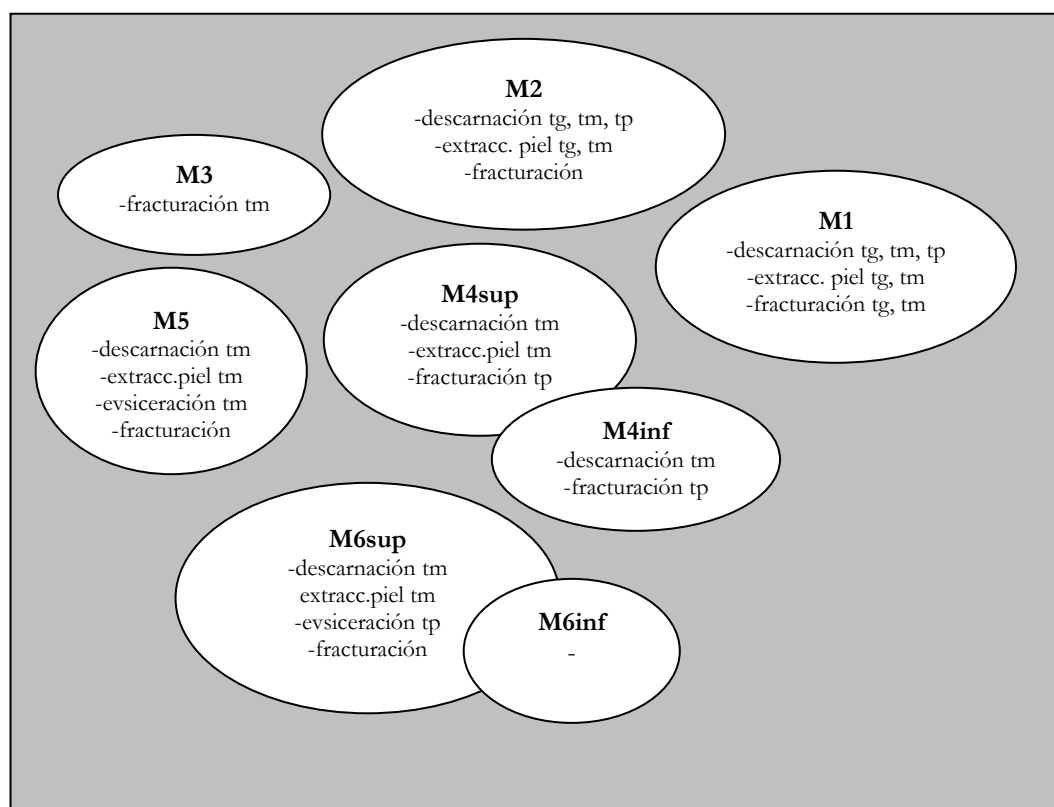 M2
-descarnación tg, tm, tp
-extracc. piel tg, tm
-fracturación
M3
-fracturación tm
M1
-descarnación tg, tm, tp
-extracc. piel tg, tm
-fracturación tg, tm
M4sup
-descarnación tm
-extracc.piel tm
-fracturación tp
M5
-descarnación tm
-extracc.piel tm
-evsiceración tm
-fracturación
M4inf
-descarnación tm
-fracturación tp
M6sup
-descarnación tm
extracc.piel tm
-evsiceración tp
-fracturación
M6inf
-